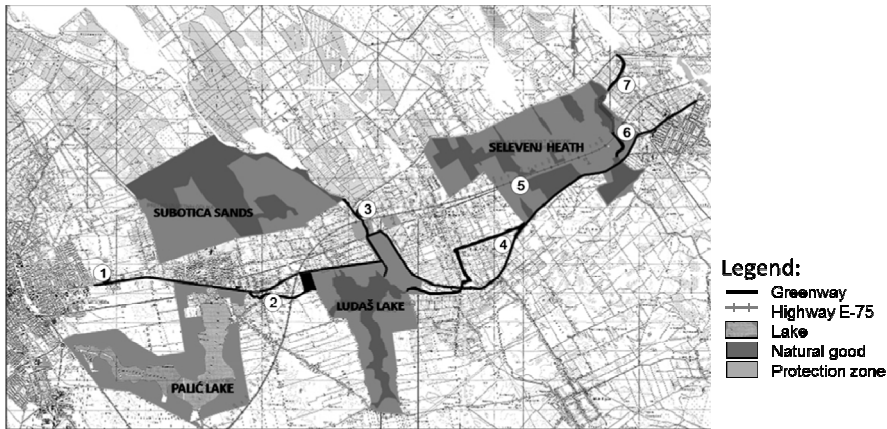 7
6
SELEVENJ HEATH
5
3
SUBOTICA SANDS
4
1
2
LUDAŠ LAKE
PALIĆ LAKE
Legend:
Greenway
Highway E-75
Lake
Natural good
Protection zone